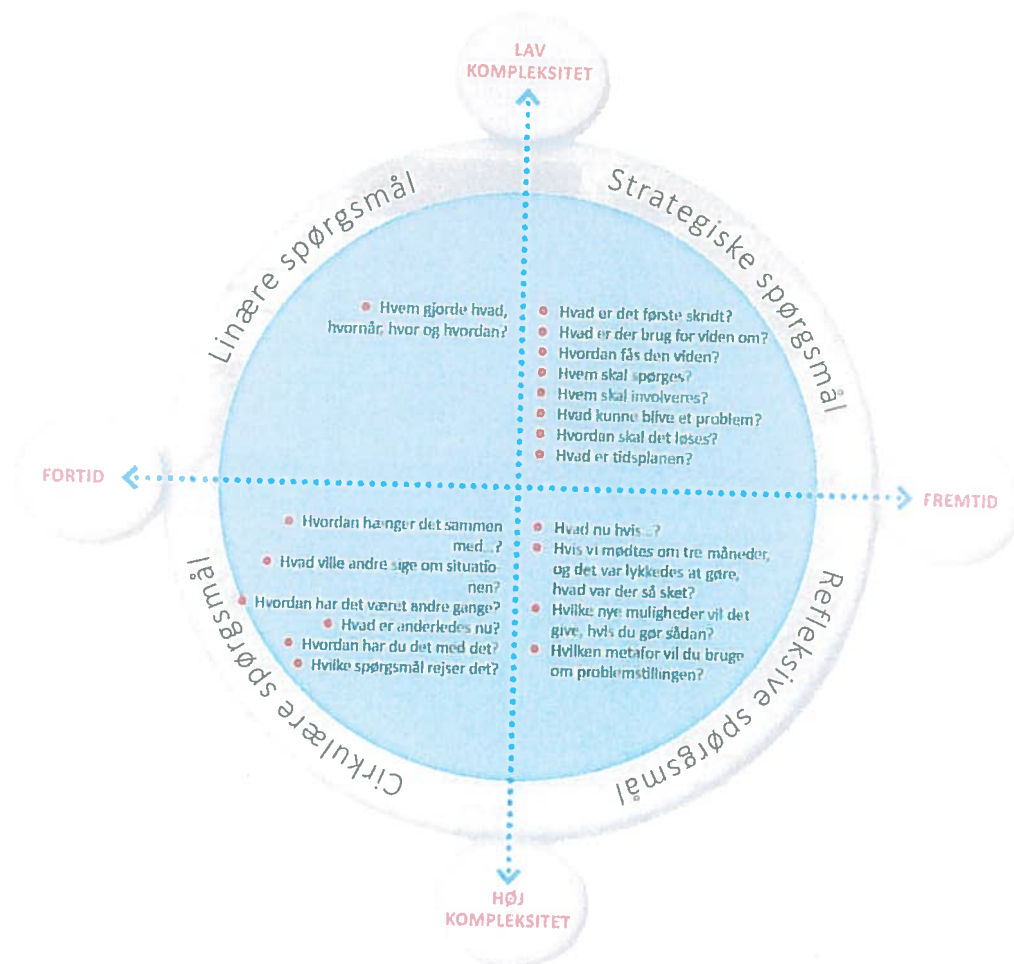 LAV
KOMPLEKSITET
Linære spørgsmål
Strategiske spørgsmål
Hvem gjorde hvad,
hvornår, hvor og hvordan?
Hvad er det første skridt?
Hvad er der brug for viden om?
Hvordan fås den viden?
Hvem skal spørges?
Hvem skal involveres?
Hvad kunne blive et problem?
Hvordan skal det løses?
Hvad er tidsplanen?
FORTID
FREMTID
Hvordan hænger det sammen
med...?
Hvad ville andre sige om situatio-
nen?
Hvordan har det været andre gange?
Hvad er anderledes nu?
Hvordan har du det med det?
Hvilke spørgsmål rejser det?
Hvad nu hvis...?
Hvis vi mødtes om tre måneder,
og det var lykkedes at gøre,
hvad var der så sket?
Hvilke nye muligheder vil det
give, hvis du gør sådan?
Hvilken metafor vil du bruge
om problemstillingen?
Cirkulære spørgsmål
Refleksive spørgsmål
HØJ
KOMPLEKSITET